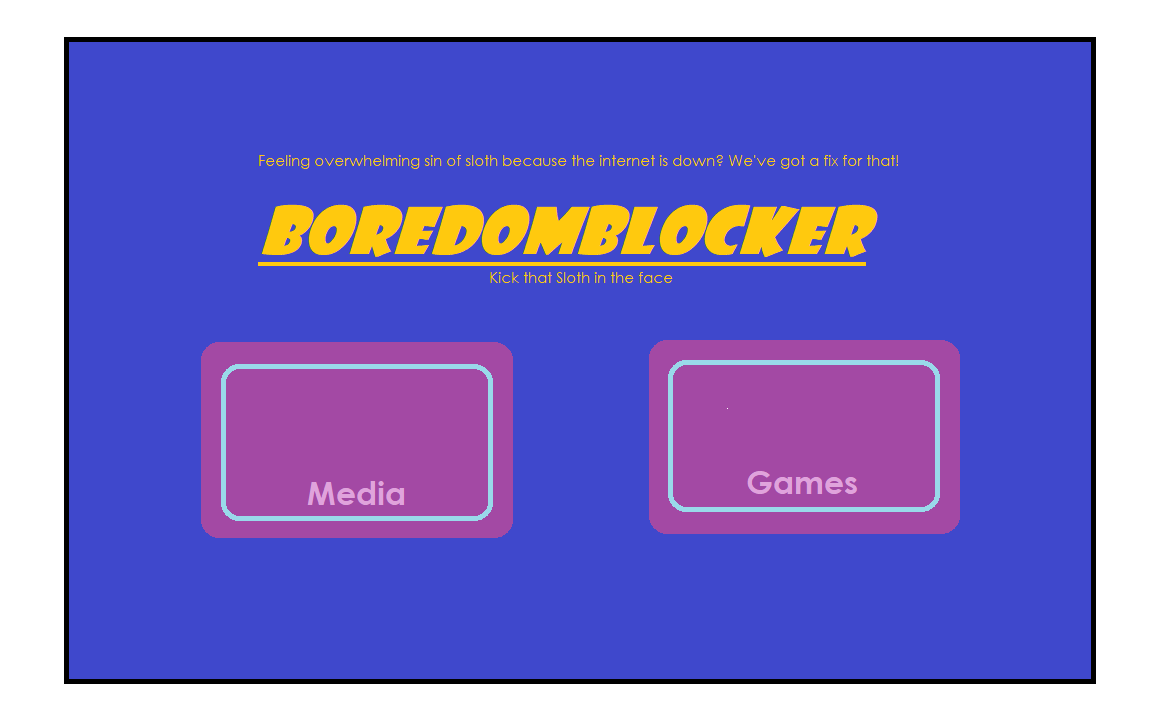 Feeling overwhelming sin of sloth because the internet is down? We've got a fix for that!
BOREDOMBLOCKER
Kick that Sloth in the face
Media
Games